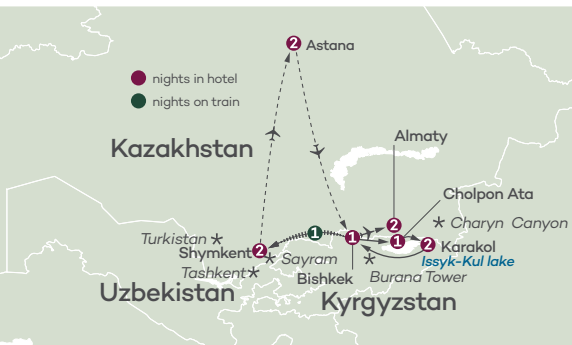 2 Astana
nights in hotel
nights on train
Kazakhstan
Almaty
Cholpon Ata
2
* Charyn Canyon
1
1
1
2 Karakol
Turkistan *
Shymkent 2
* Sayram
Issyk-Kul lake
Tashkent *
Bishkek
*
Burana Tower
Uzbekistan
Kyrgyzstan